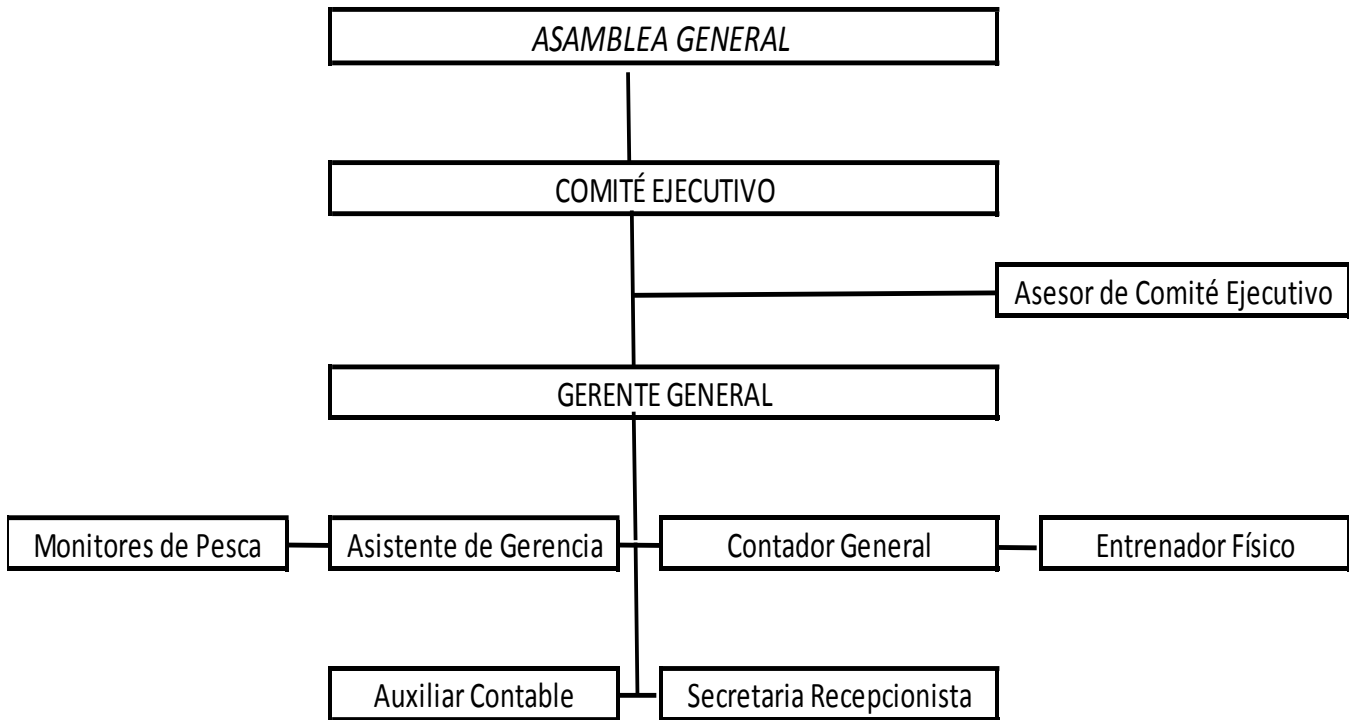 ASAMBLEA GENERAL
COMITÉ EJECUTIVO
Asesor de Comité Ejecutivo
GERENTE GENERAL
Monitores de Pesca
Asistente de Gerencia
Contador General
Entrenador Físico
Auxiliar Contable
Secretaria Recepcionista